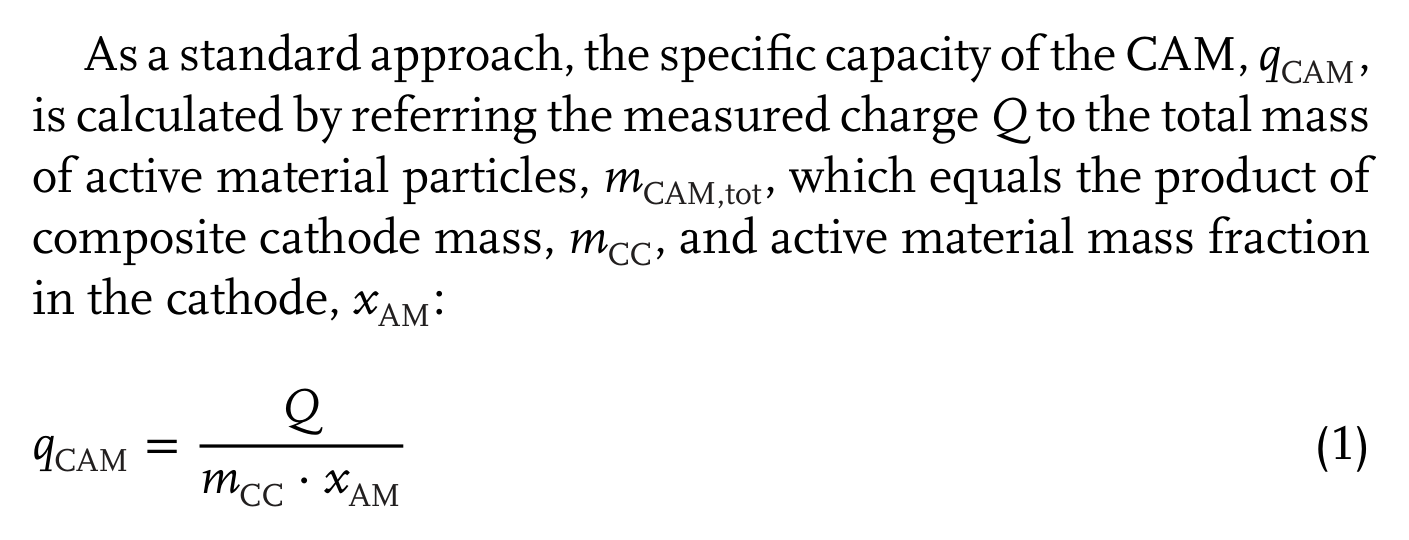 As a standard approach, the specific capacity of the CAM, q_CAM,
is calculated by referring the measured charge Q to the total mass
of active material particles, m_CAM,tot, which equals the product of
composite cathode mass, m_CC, and active material mass fraction
in the cathode, x_AM:
q_CAM = Q / (m_CC · x_AM) (1)